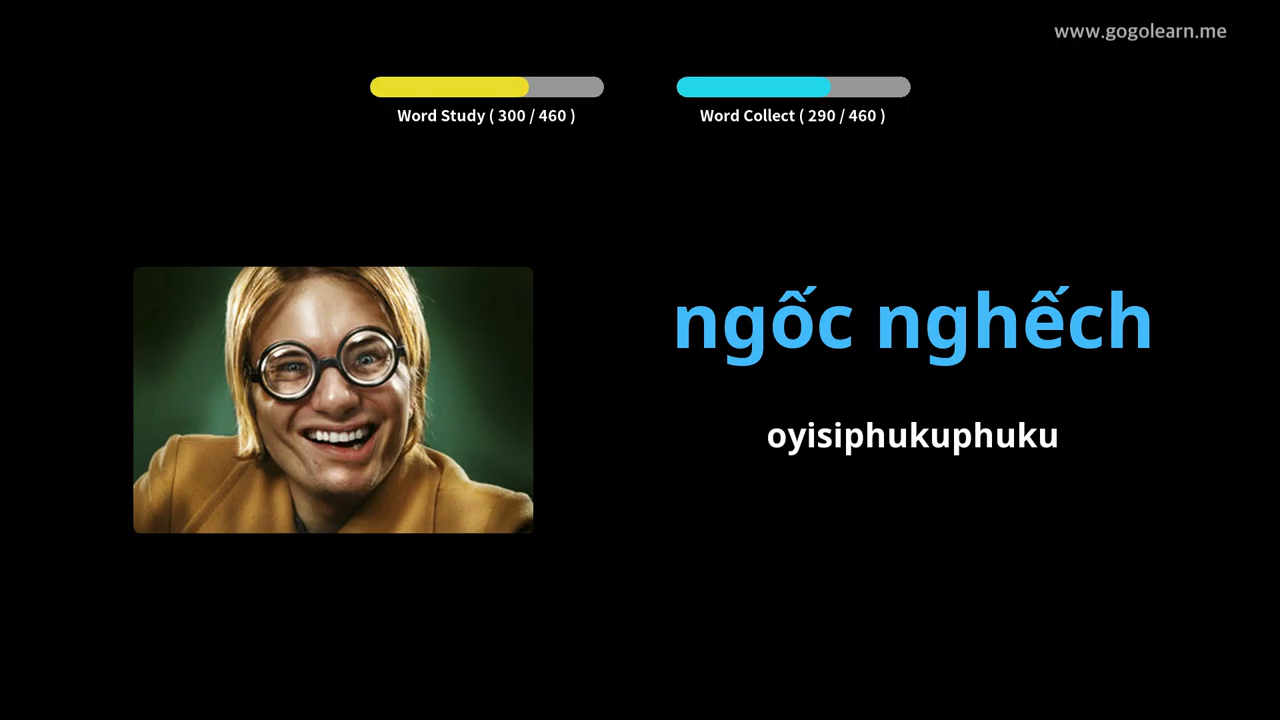 www.gogolearn.me
Word Study ( 300 / 460 )
Word Collect ( 290 / 460 )
ngốc nghếch
oyisiphukuphuku